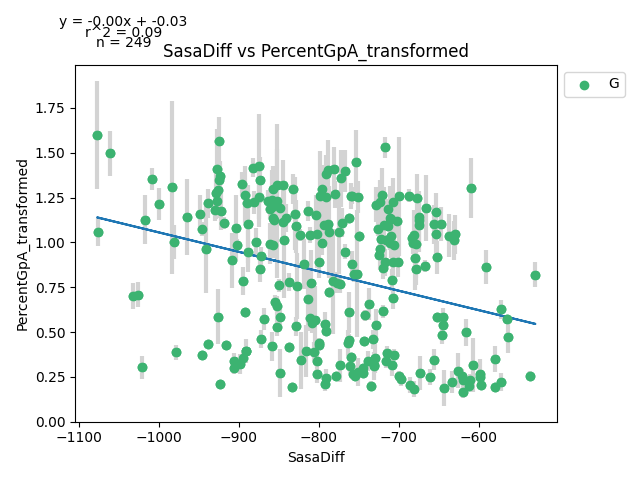 y = -0.00x + -0.03
r^2 = 0.09
n = 249
SasaDiff vs PercentGpA_transformed
G
PercentGpA_transformed
1.75
1.50
1.25
1.00
0.75
0.50
0.25
0.00
−1100
−1000
−900
−800
−700
−600
SasaDiff